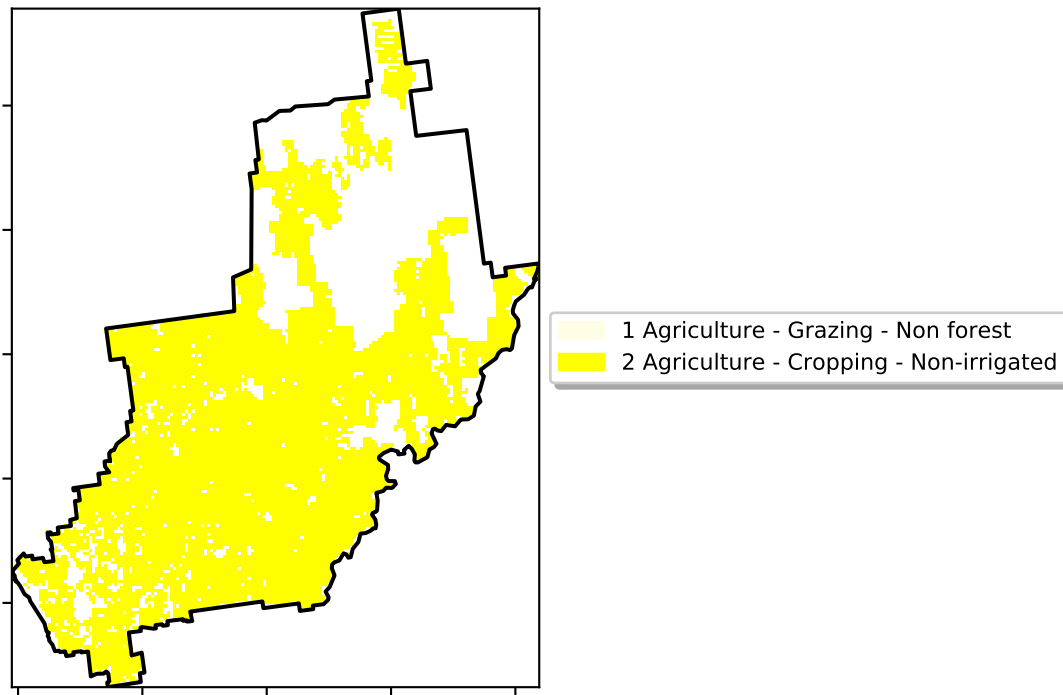 1 Agriculture - Grazing - Non forest
2 Agriculture - Cropping - Non-irrigated